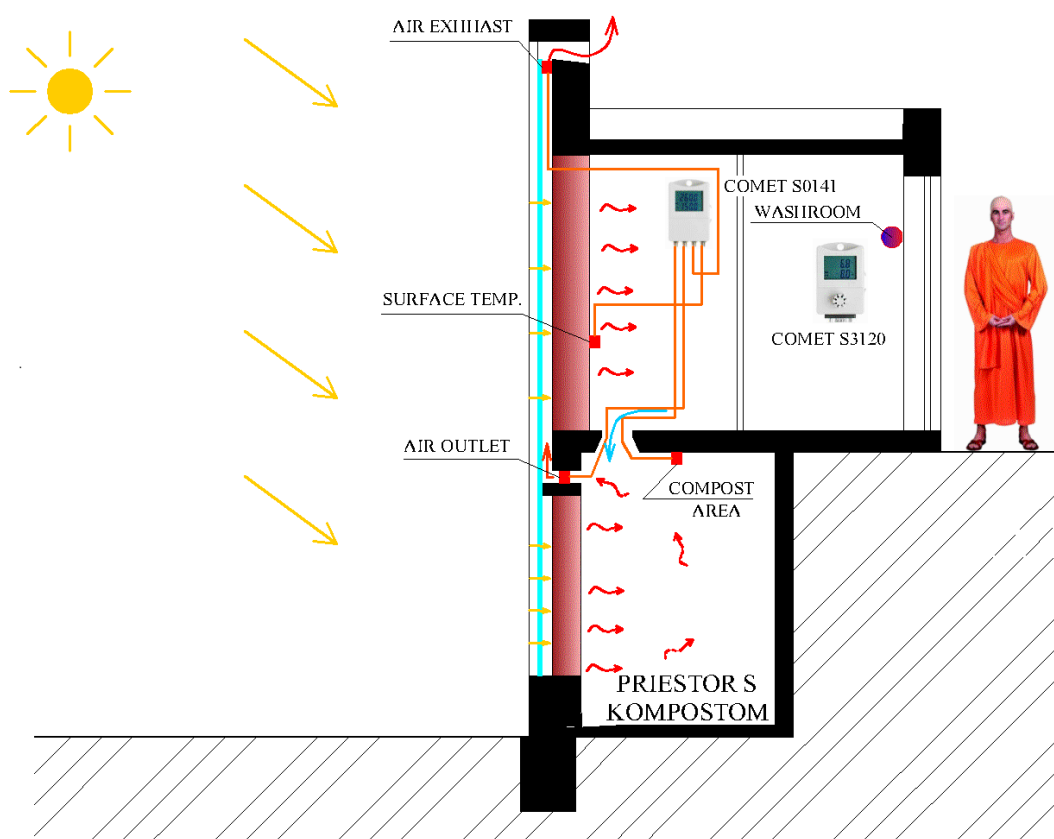 AIR EXHHAST
COMET S0141
WASHROOM
SURFACE TEMP.
COMET S3120
AIR OUTLET
COMPOST
AREA
PRIESTOR S
KOMPOSTOM